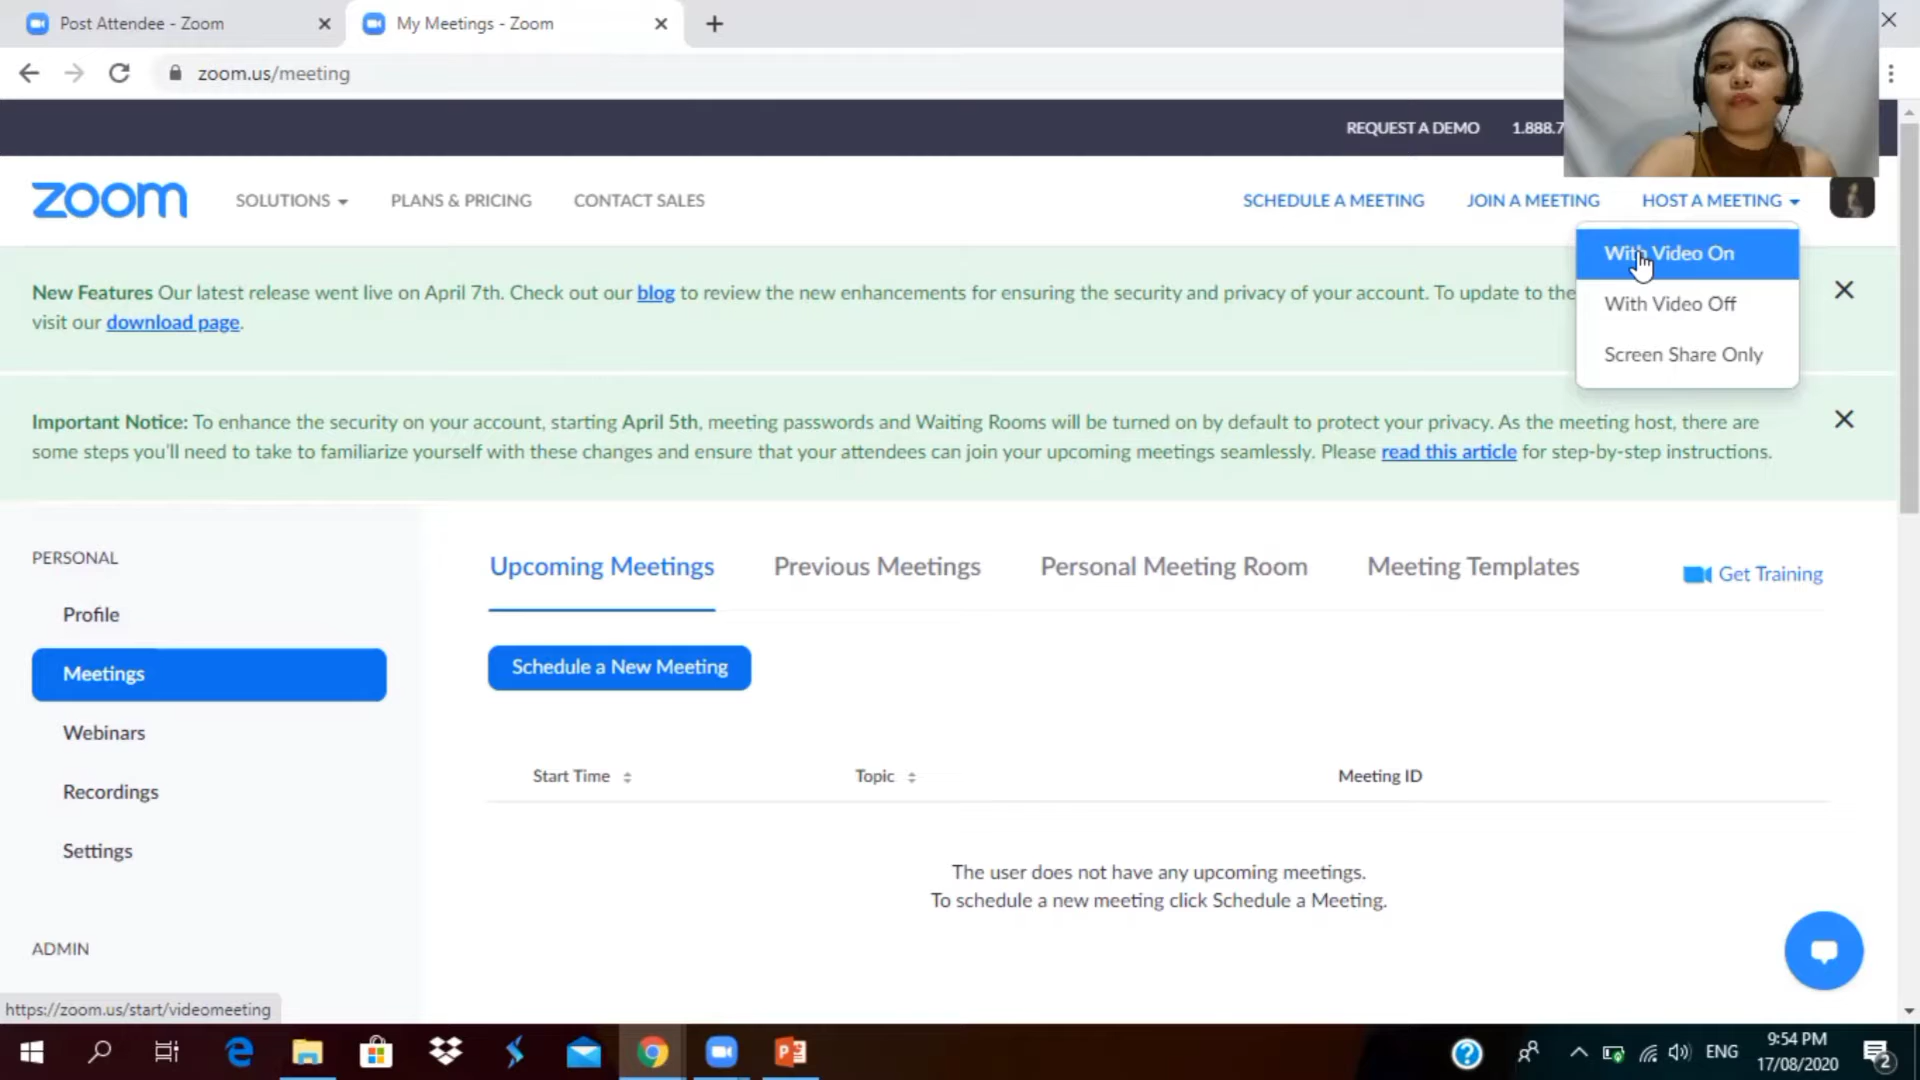 Post Attendee - Zoom
My Meetings - Zoom
zoom.us/meeting
REQUEST A DEMO 1.888.7
zoom SOLUTIONS PLANS & PRICING CONTACT SALES SCHEDULE A MEETING JOIN A MEETING HOST A MEETING
With Video On
With Video Off
Screen Share Only
New Features Our latest release went live on April 7th. Check out our blog to review the new enhancements for ensuring the security and privacy of your account. To update to the
visit our download page.
Important Notice: To enhance the security on your account, starting April 5th, meeting passwords and Waiting Rooms will be turned on by default to protect your privacy. As the meeting host, there are
some steps you'll need to take to familiarize yourself with these changes and ensure that your attendees can join your upcoming meetings seamlessly. Please read this article for step-by-step instructions.
PERSONAL
Profile
Meetings
Webinars
Recordings
Settings
ADMIN
Upcoming Meetings Previous Meetings Personal Meeting Room Meeting Templates Get Training
Schedule a New Meeting
Start Time Topic Meeting ID
The user does not have any upcoming meetings.
To schedule a new meeting click Schedule a Meeting.
https://zoom.us/start/videomeeting
ENG
9:54 PM
17/08/2020
2